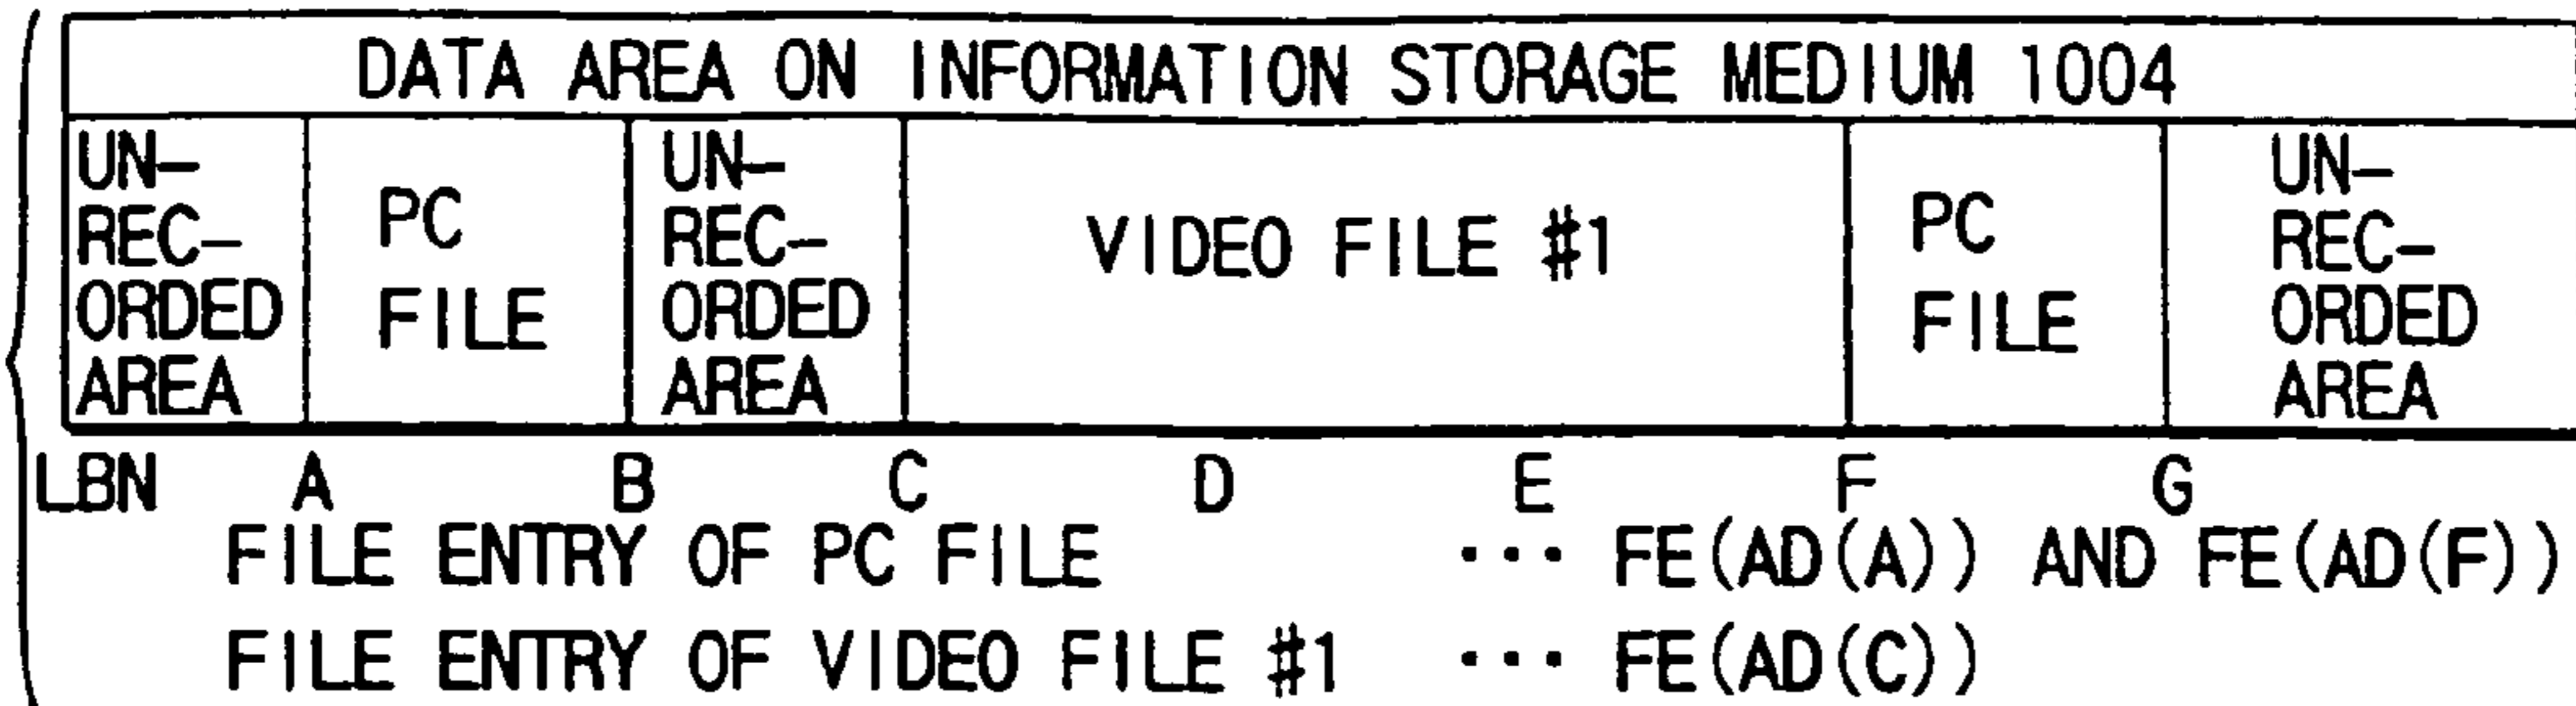 DATA AREA ON INFORMATION STORAGE MEDIUM 1004
UN-
REC-
ORDED
AREA
PC
FILE
UN-
REC-
ORDED
AREA
VIDEO FILE #1
PC
FILE
UN-
REC-
ORDED
AREA
LBN A B C D E F G
FILE ENTRY OF PC FILE ··· FE(AD(A)) AND FE(AD(F))
FILE ENTRY OF VIDEO FILE #1 ··· FE(AD(C))